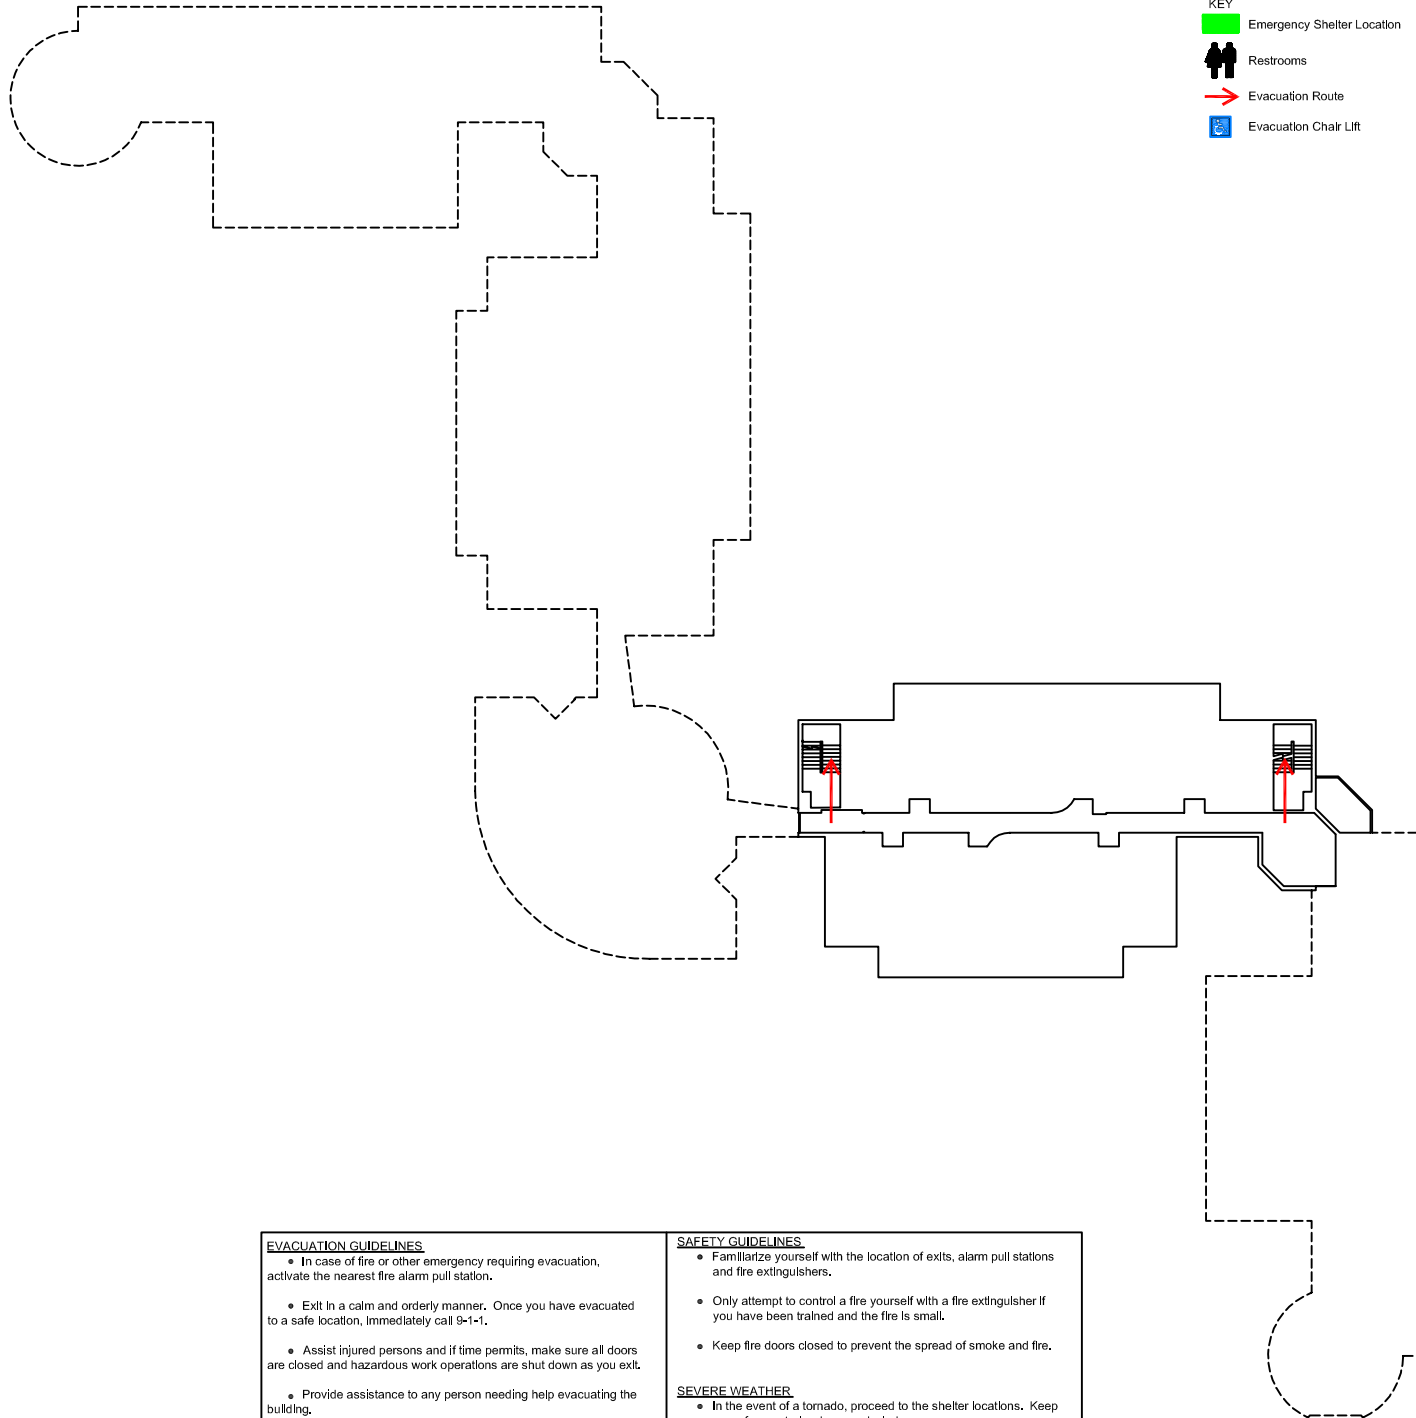 KEY
Emergency Shelter Location
Restrooms
Evacuation Route
Evacuation Chair Lift
EVACUATION GUIDELINES
• In case of fire or other emergency requiring evacuation,
activate the nearest fire alarm pull station.
• Exit in a calm and orderly manner. Once you have evacuated
to a safe location, immediately call 9-1-1.
• Assist injured persons and if time permits, make sure all doors
are closed and hazardous work operations are shut down as you exit.
• Provide assistance to any person needing help evacuating the
building.
SAFETY GUIDELINES
• Familiarize yourself with the location of exits, alarm pull stations
and fire extinguishers.
• Only attempt to control a fire yourself with a fire extinguisher if
you have been trained and the fire is small.
• Keep fire doors closed to prevent the spread of smoke and fire.
SEVERE WEATHER
• In the event of a tornado, proceed to the shelter locations. Keep